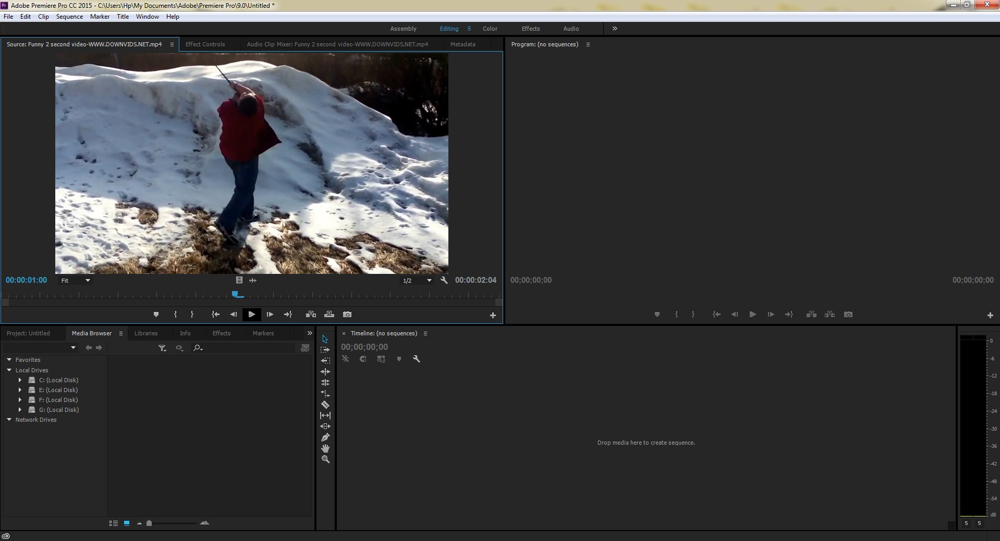 Pr Adobe Premiere Pro CC 2015 - C:\Users\Hp\My Documents\Adobe\Premiere Pro\9.0\Untitled *
File Edit Clip Sequence Marker Title Window Help
Assembly Editing Color Effects Audio
Source: Funny 2 second video-WWW.DOWNVIDS.NET.mp4 Effect Controls Audio Clip Mixer: Funny 2 second video-WWW.DOWNVIDS.NET.mp4 Metadata
Program: (no sequences)
00:00:01:00 Fit 1/2 00:00:02:04
00;00;00;00 00;00;00;00
Project: Untitled Media Browser Libraries Info Effects Markers
Favorites
Local Drives
C: (Local Disk)
E: (Local Disk)
F: (Local Disk)
G: (Local Disk)
Network Drives
Timeline: (no sequences)
00;00;00;00
Drop media here to create sequence.
0
-6
-12
-18
-24
-30
-36
-42
-48
-54
dB
S S